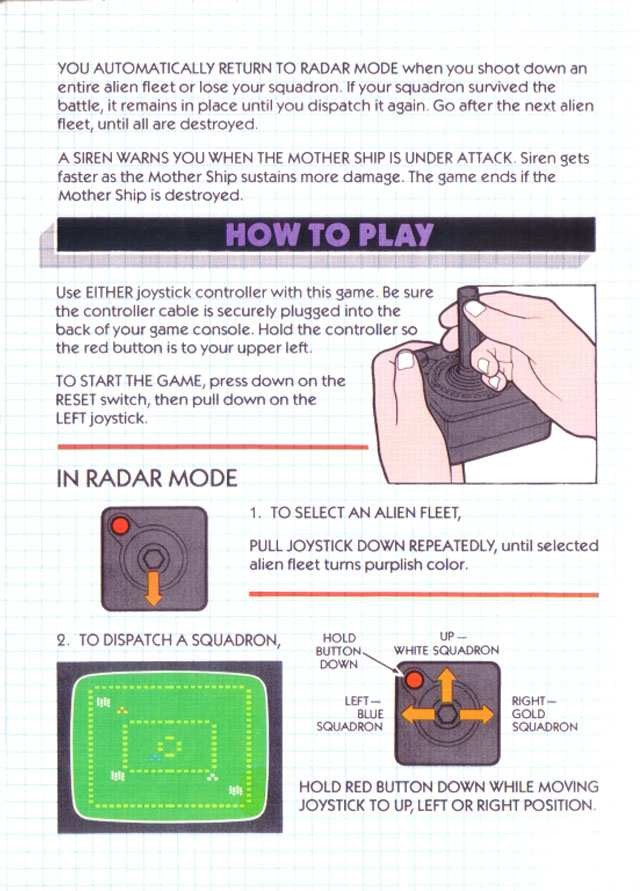 YOU AUTOMATICALLY RETURN TO RADAR MODE when you shoot down an
entire alien fleet or lose your squadron. If your squadron survived the
battle, it remains in place until you dispatch it again. Go after the next alien
fleet, until all are destroyed.
A SIREN WARNS YOU WHEN THE MOTHER SHIP IS UNDER ATTACK. Siren gets
faster as the Mother Ship sustains more damage. The game ends if the
Mother Ship is destroyed.
HOW TO PLAY
Use EITHER joystick controller with this game. Be sure
the controller cable is securely plugged into the
back of your game console. Hold the controller so
the red button is to your upper left.
TO START THE GAME, press down on the
RESET switch, then pull down on the
LEFT joystick.
IN RADAR MODE
1. TO SELECT AN ALIEN FLEET,
PULL JOYSTICK DOWN REPEATEDLY, until selected
alien fleet turns purplish color.
2. TO DISPATCH A SQUADRON,
HOLD
BUTTON
DOWN
UP—
WHITE SQUADRON
LEFT—
BLUE
SQUADRON
RIGHT—
GOLD
SQUADRON
HOLD RED BUTTON DOWN WHILE MOVING
JOYSTICK TO UP, LEFT OR RIGHT POSITION.